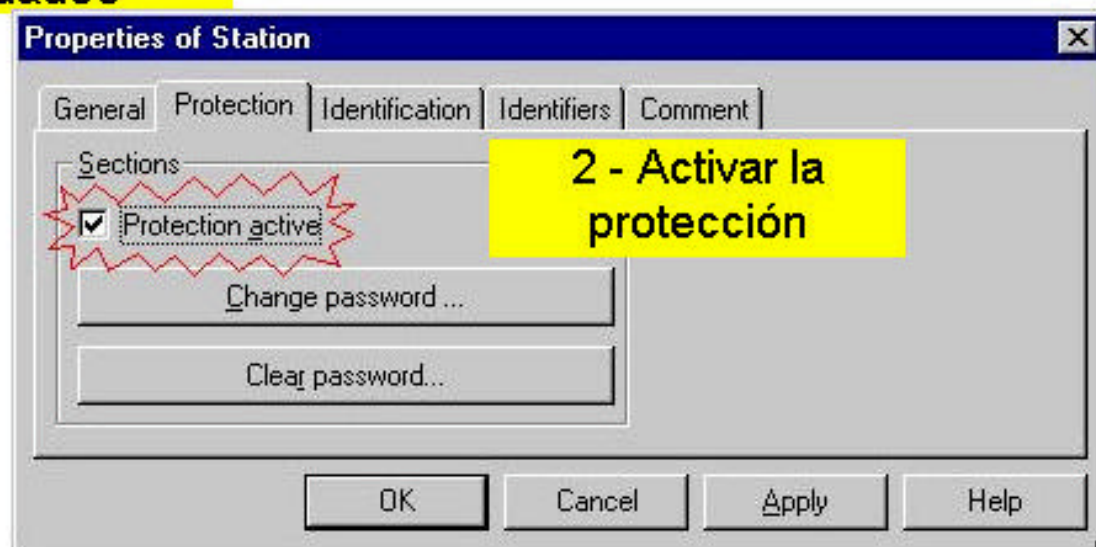 Properties of Station
General Protection Identification Identifiers Comment
Sections
2 - Activar la
protección
Protection active
Change password ...
Clear password...
OK Cancel Apply Help